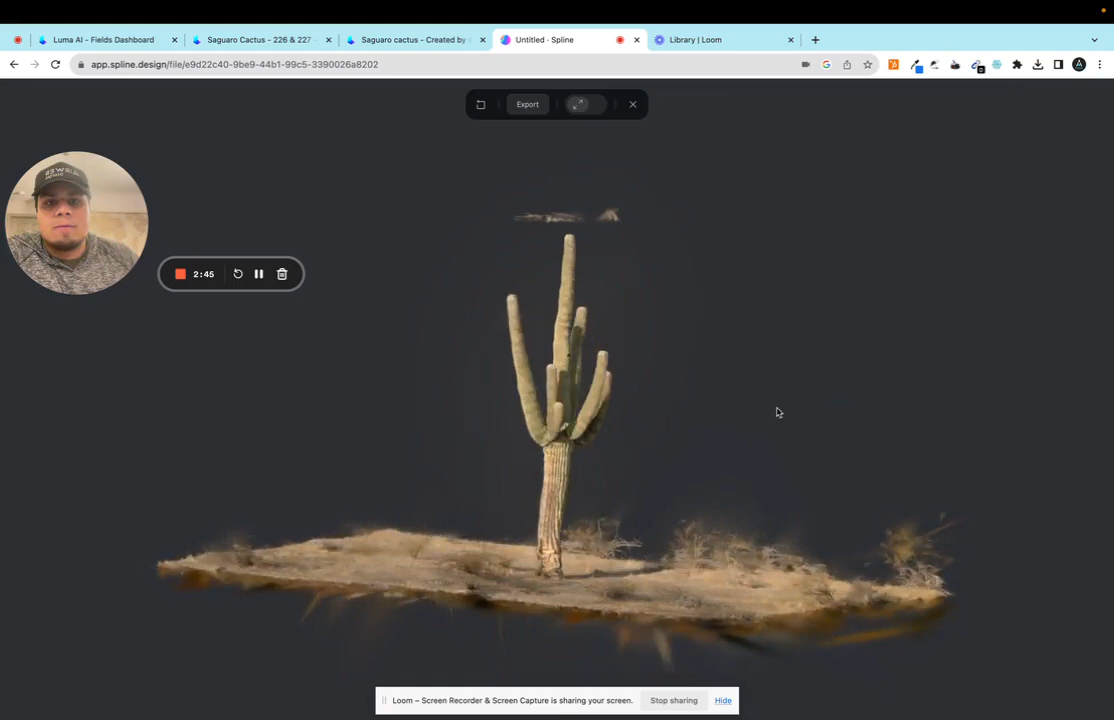 Luma AI - Fields Dashboard
Saguaro Cactus - 226 & 227
Saguaro cactus - Created by
Untitled - Spline
Library | Loom
app.spline.design/file/e9d22c40-9be9-44b1-99c5-3390026a8202
Export
2:45
Loom – Screen Recorder & Screen Capture is sharing your screen.
Stop sharing
Hide